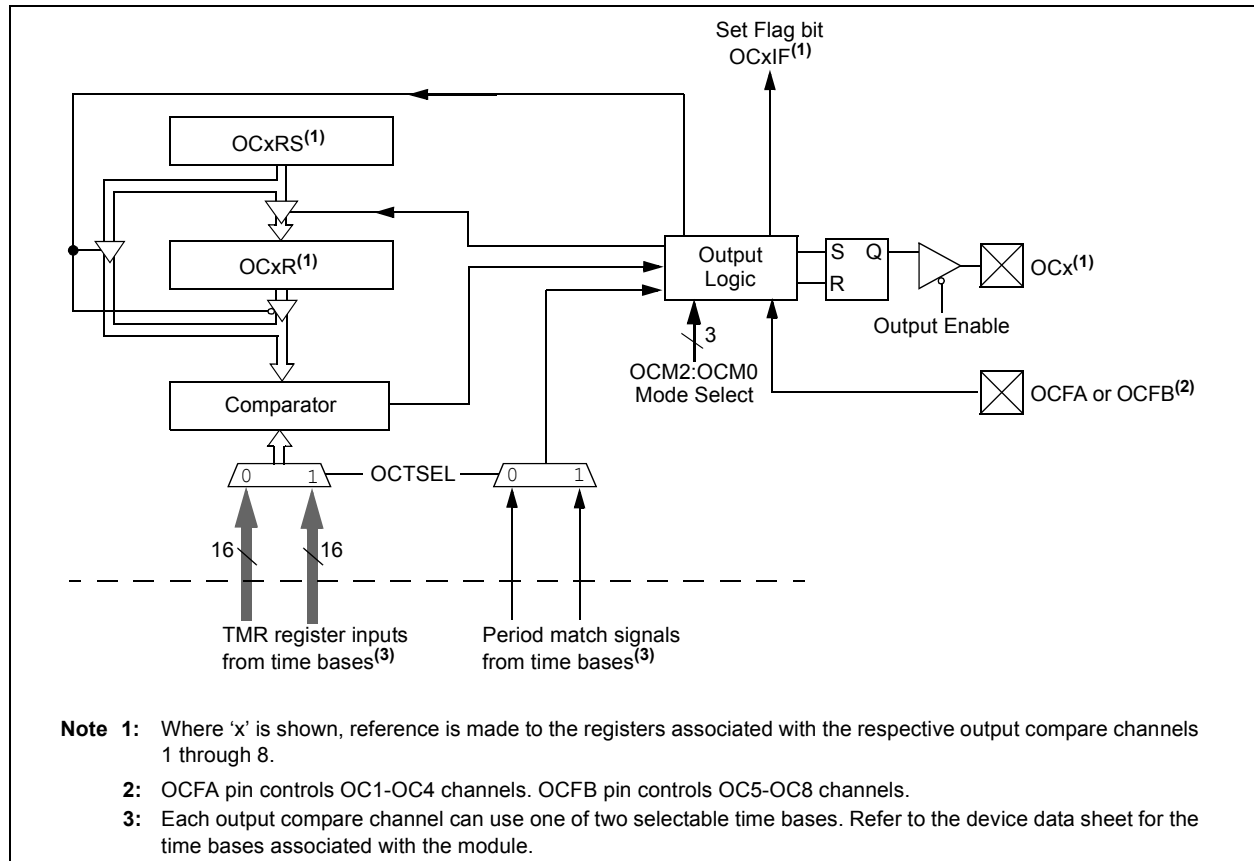 Set Flag bit
OCxIF(1)
OCxRS(1)
OCxR(1)
Output
Logic
S Q
R
OCx(1)
Output Enable
3
OCM2:OCM0
Mode Select
OCFA or OCFB(2)
Comparator
0 1
OCTSEL
0 1
16
16
TMR register inputs
from time bases(3)
Period match signals
from time bases(3)
Note 1: Where ‘x’ is shown, reference is made to the registers associated with the respective output compare channels
1 through 8.
2: OCFA pin controls OC1-OC4 channels. OCFB pin controls OC5-OC8 channels.
3: Each output compare channel can use one of two selectable time bases. Refer to the device data sheet for the
time bases associated with the module.